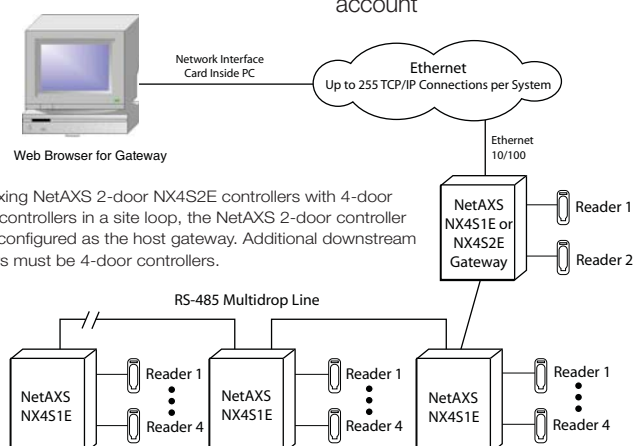 account
Network Interface
Card Inside PC
Ethernet
Up to 255 TCP/IP Connections per System
Web Browser for Gateway
Ethernet
10/100
xing NetAXS 2-door NX4S2E controllers with 4-door
controllers in a site loop, the NetAXS 2-door controller
configured as the host gateway. Additional downstream
s must be 4-door controllers.
NetAXS
NX4S1E or
NX4S2E
Gateway
Reader 1
Reader 2
RS-485 Multidrop Line
NetAXS
NX4S1E
Reader 1
Reader 4
NetAXS
NX4S1E
Reader 1
Reader 4
NetAXS
NX4S1E
Reader 1
Reader 4